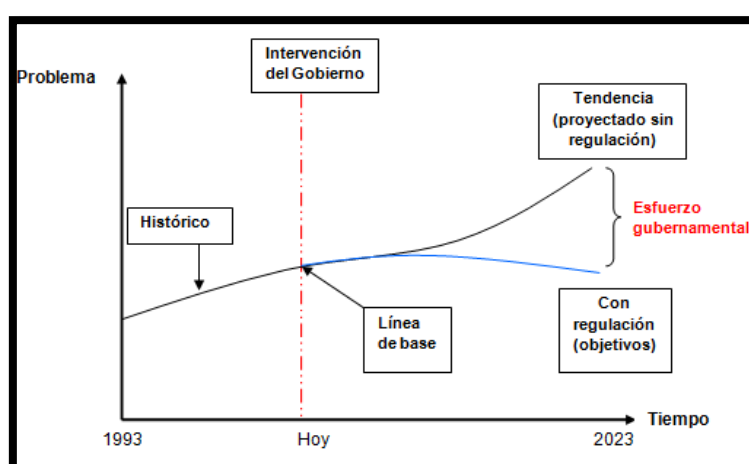 Intervención
del Gobierno
Problema
Tendencia
(proyectado sin
regulación)
Esfuerzo
gubernamental
Histórico
Línea
de base
Con
regulación
(objetivos)
Tiempo
1993
Hoy
2023